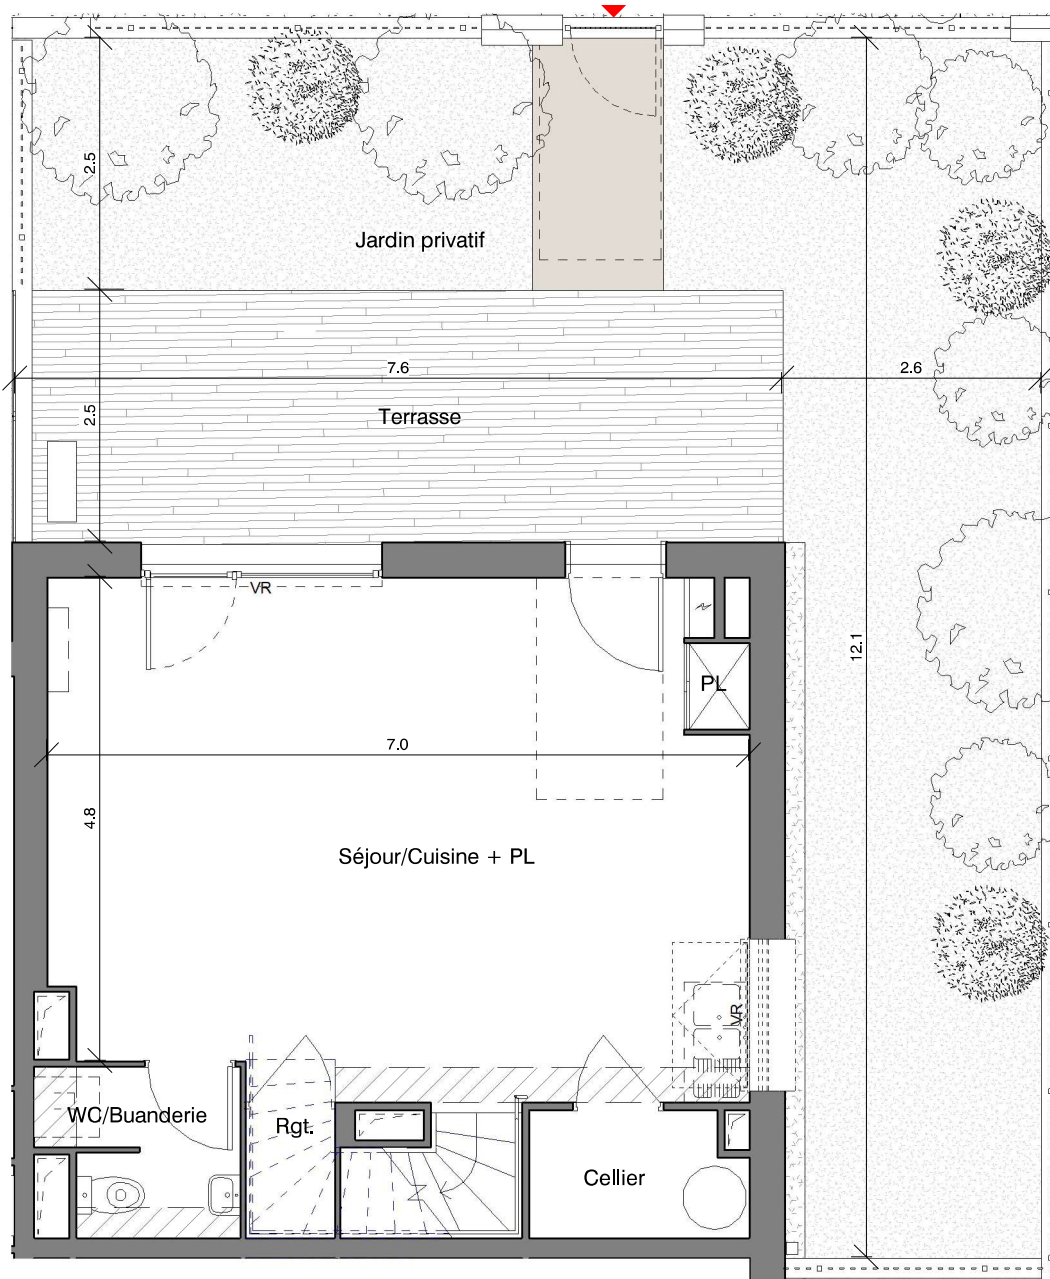 2.5
Jardin privatif
7.6
2.6
2.5
Terrasse
VR
12.1
PL
7.0
4.8
Séjour/Cuisine + PL
VR
WC/Buanderie
Rgt.
Cellier